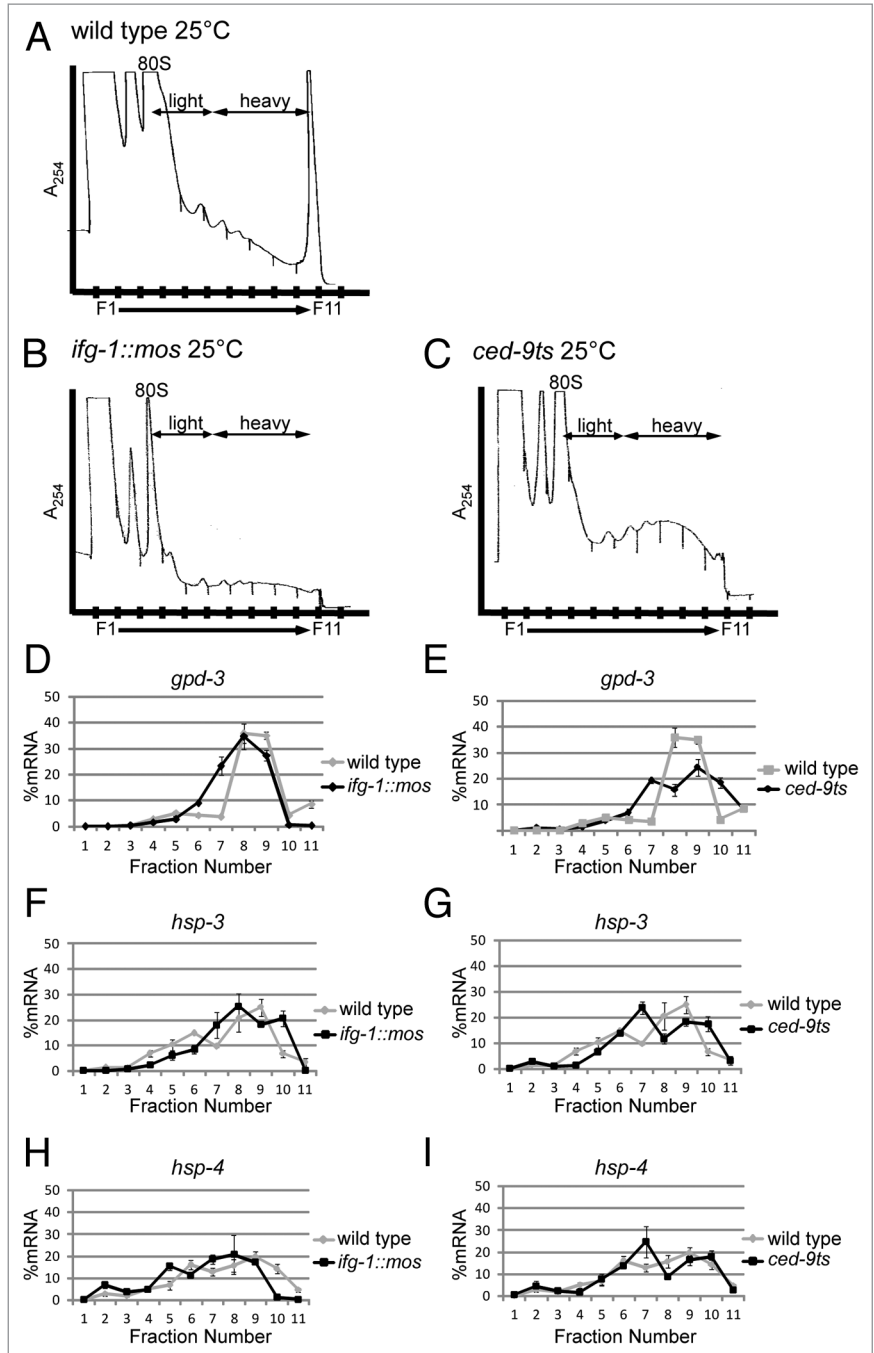 A wild type 25°C
80S
light heavy
A254
F1 F11
B ifg-1::mos 25°C
80S
light heavy
A254
F1 F11
C ced-9ts 25°C
80S
light heavy
A254
F1 F11
D gpd-3
50
40
30
20
10
0
%mRNA
wild type
ifg-1::mos
1 2 3 4 5 6 7 8 9 10 11
Fraction Number
E gpd-3
50
40
30
20
10
%mRNA
wild type
ced-9ts
1 2 3 4 5 6 7 8 9 10 11
Fraction Number
F hsp-3
50
40
30
20
10
0
%mRNA
wild type
ifg-1::mos
1 2 3 4 5 6 7 8 9 10 11
Fraction Number
G hsp-3
50
40
30
20
10
0
%mRNA
wild type
ced-9ts
1 2 3 4 5 6 7 8 9 10 11
Fraction Number
H hsp-4
50
40
30
20
10
0
%mRNA
wild type
ifg-1::mos
1 2 3 4 5 6 7 8 9 10 11
Fraction Number
I hsp-4
50
40
30
20
10
0
%mRNA
wild type
ced-9ts
1 2 3 4 5 6 7 8 9 10 11
Fraction Number